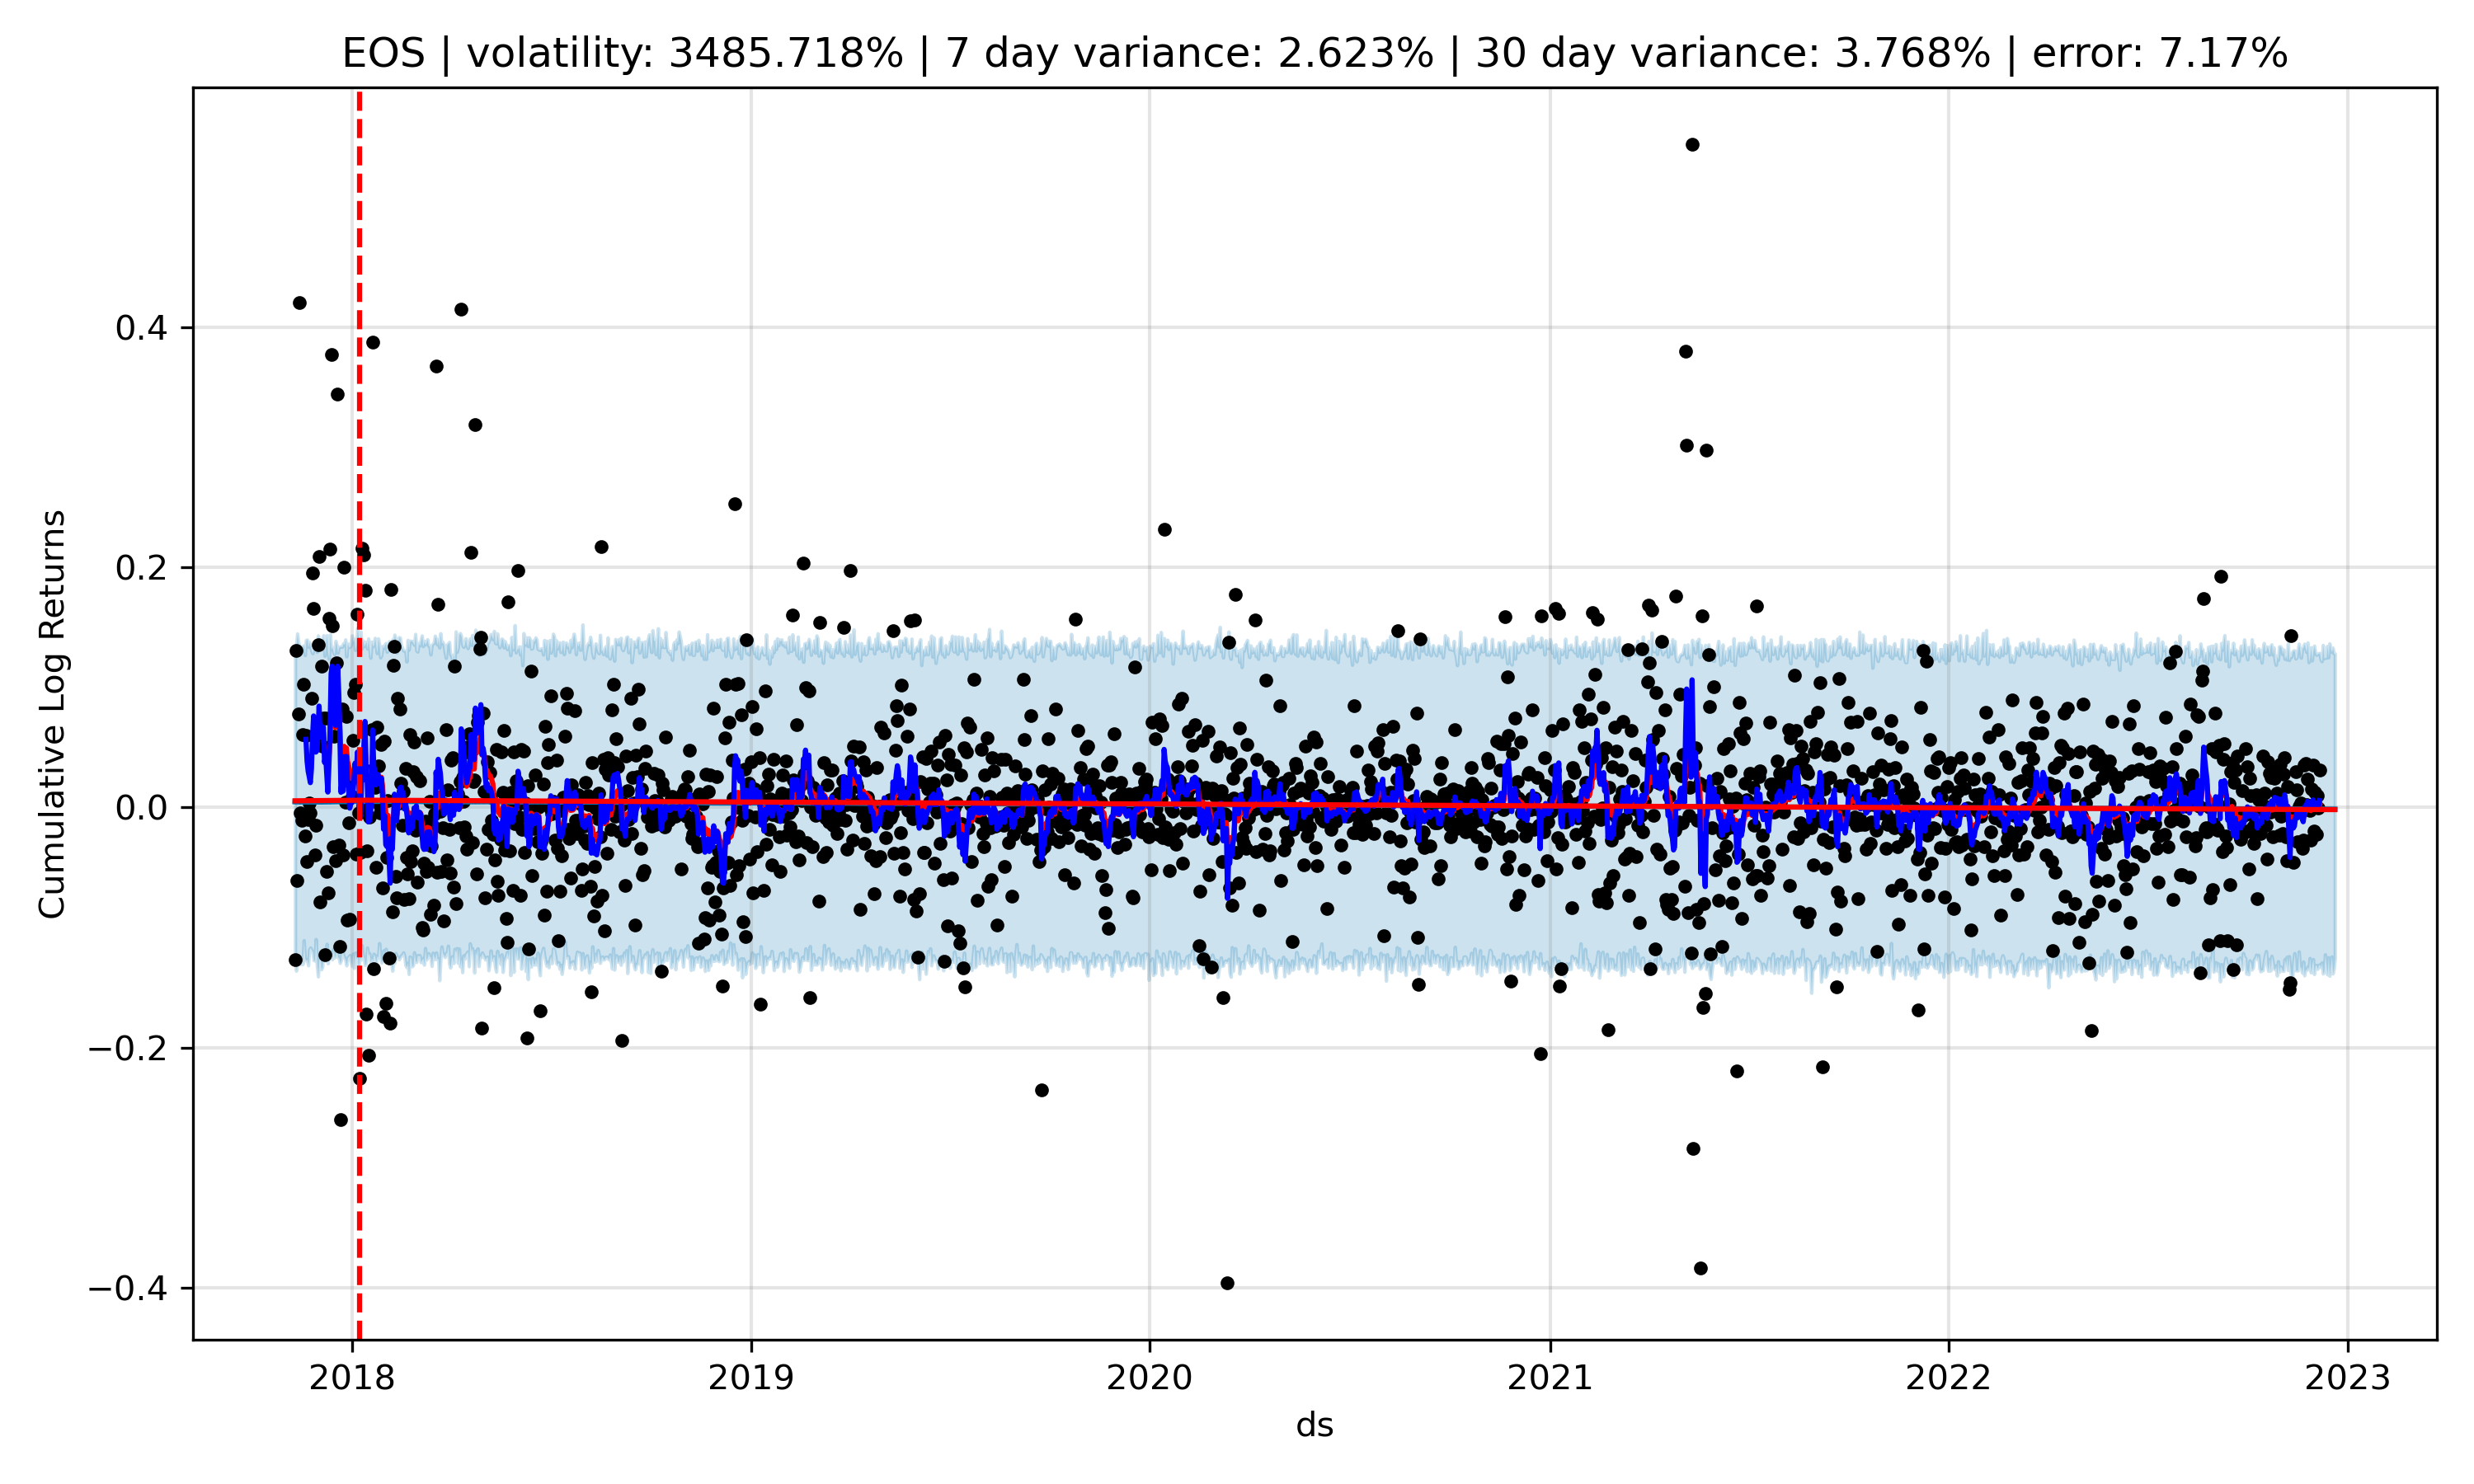 EOS | volatility: 3485.718% | 7 day variance: 2.623% | 30 day variance: 3.768% | error: 7.17%
Cumulative Log Returns
0.4
0.2
0.0
−0.2
−0.4
2018 2019 2020 2021 2022 2023
ds